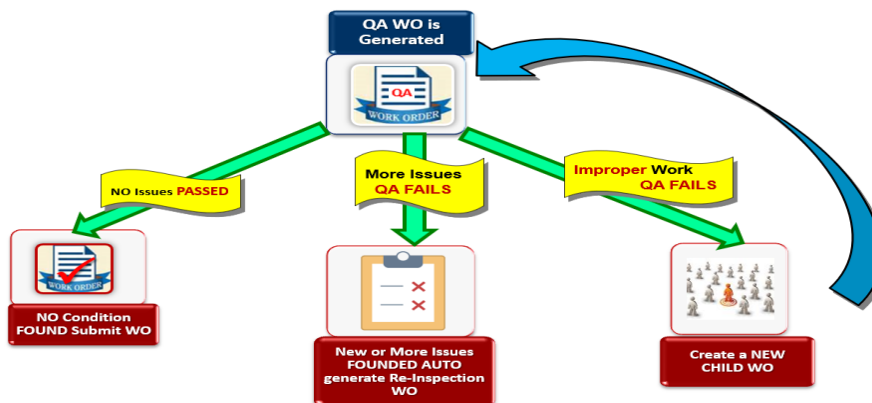 QA WO is
Generated
QA
WORK ORDER
NO Issues PASSED
More Issues
QA FAILS
Improper Work
QA FAILS
WORK ORDER
NO Condition
FOUND Submit WO
New or More Issues
FOUNDED AUTO
generate Re-Inspection
WO
Create a NEW
CHILD WO